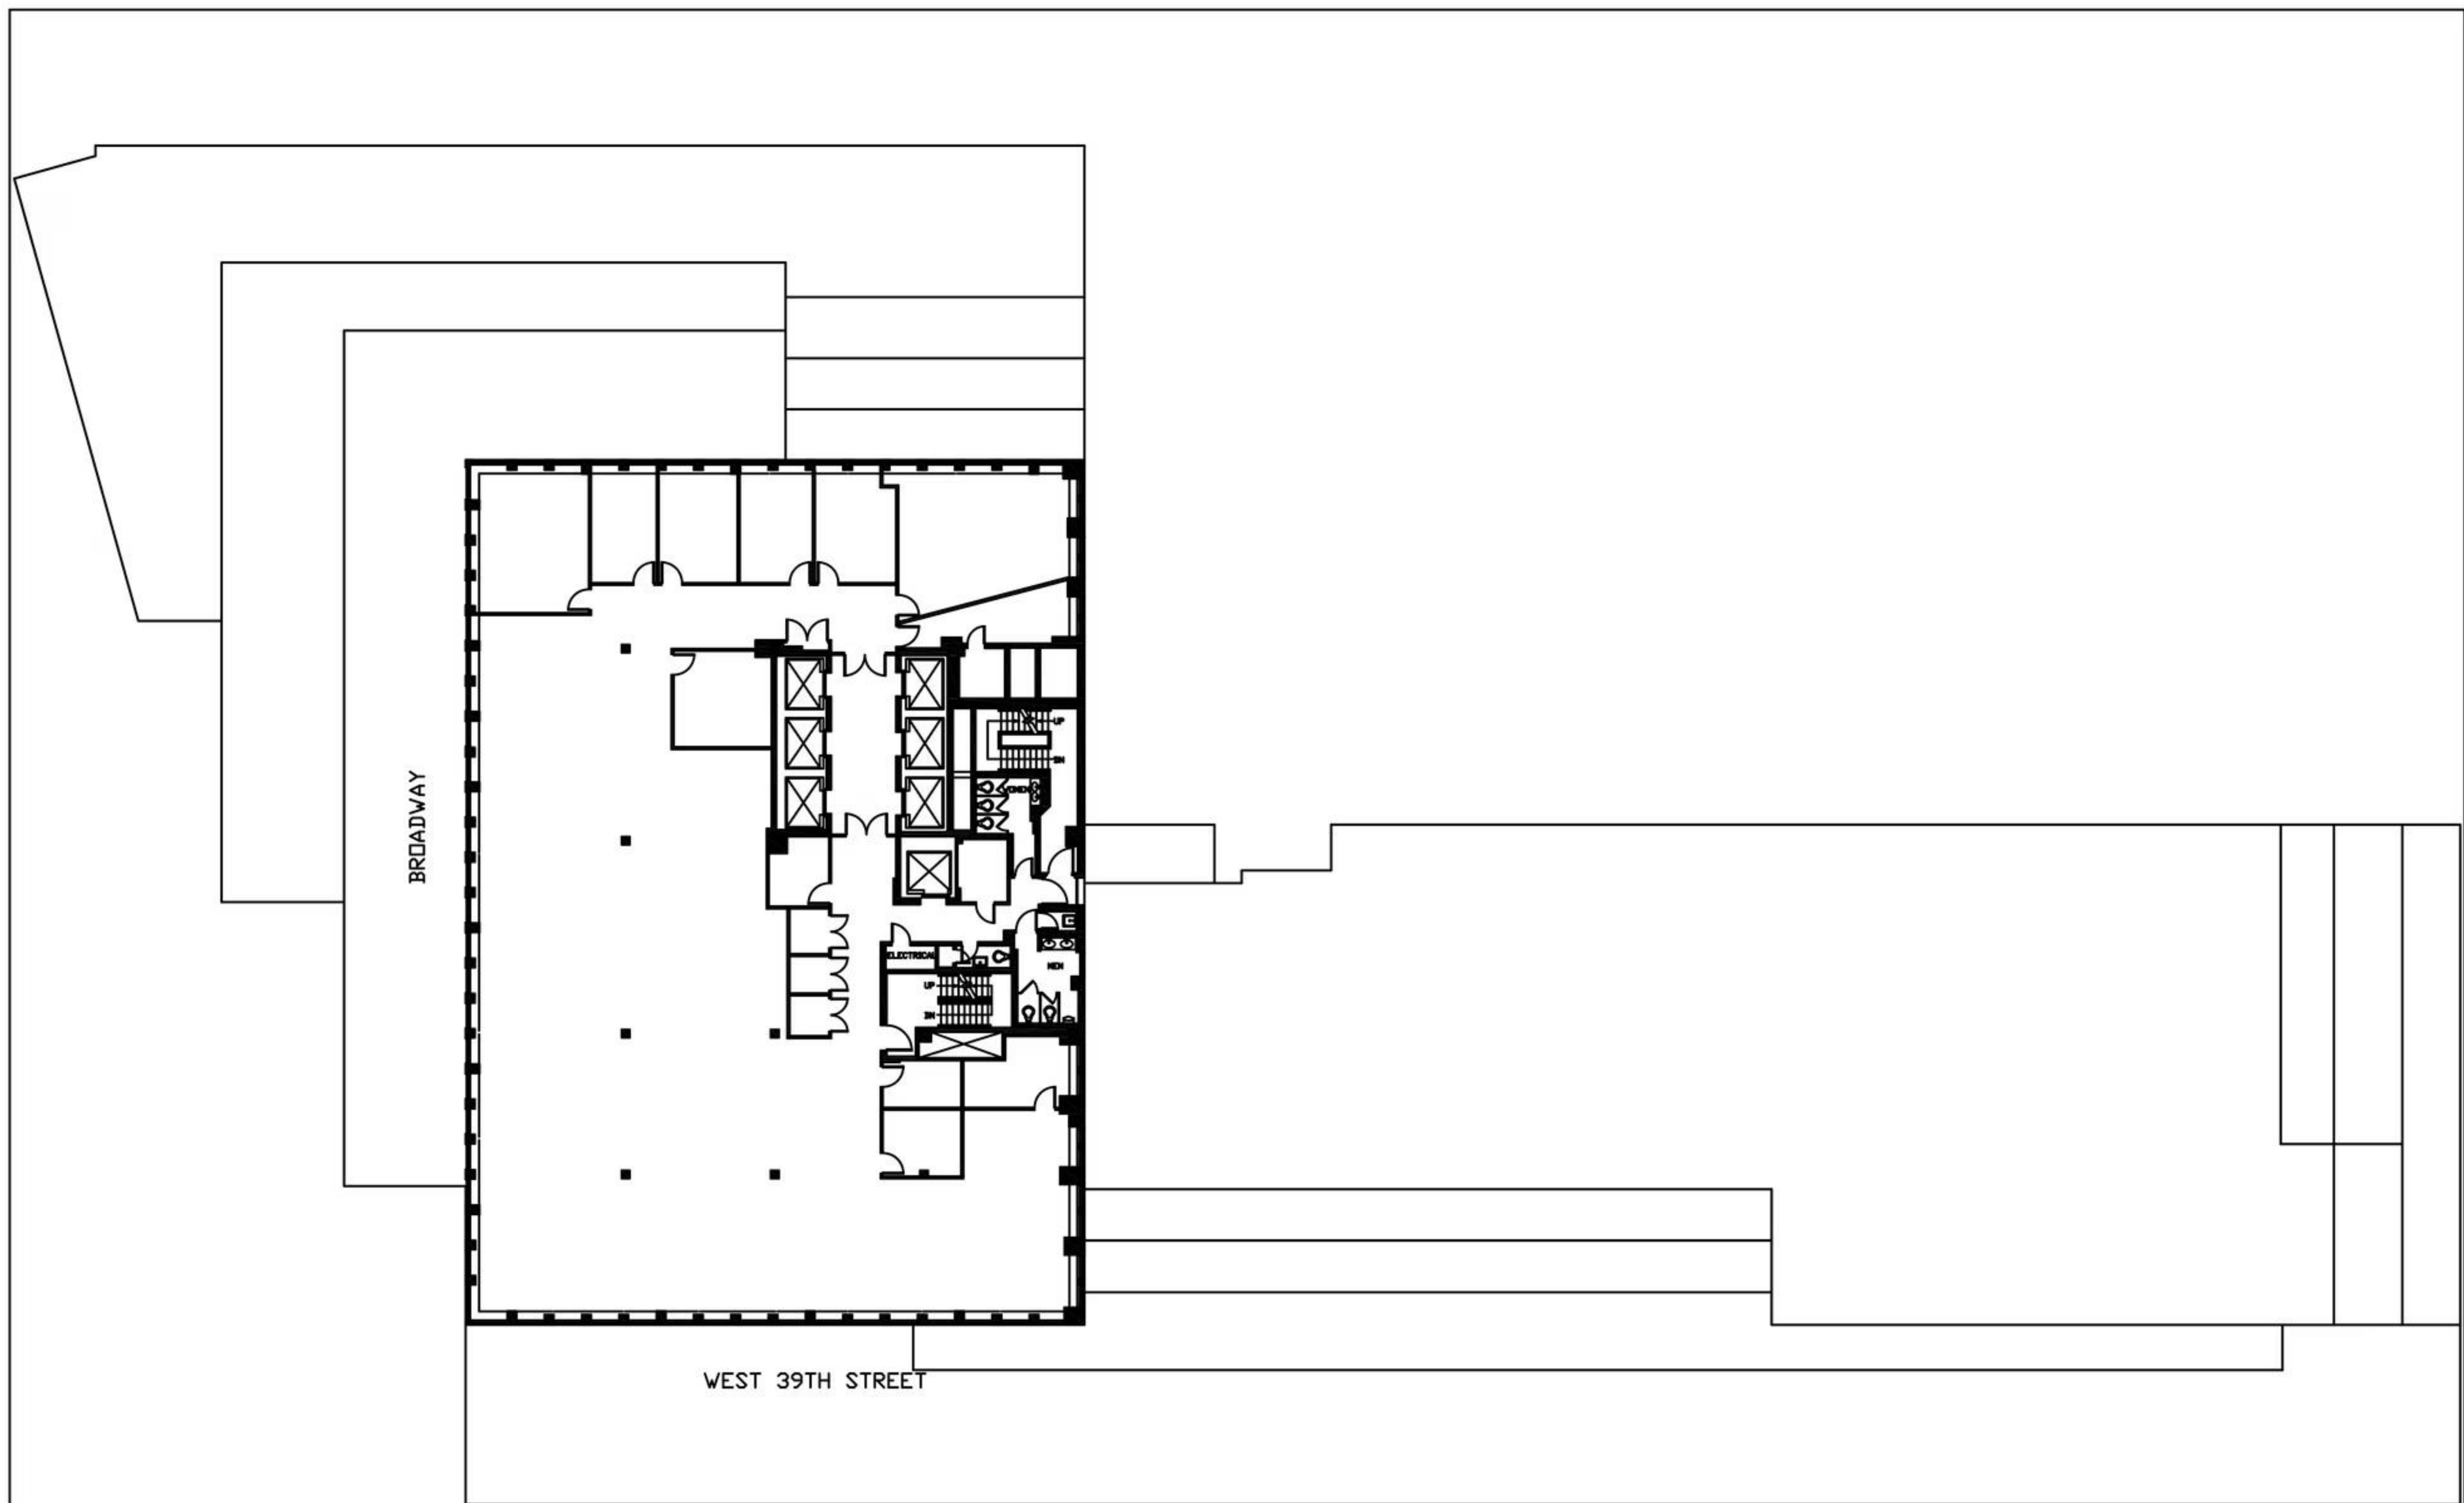 UP
DN
WOMEN
BROADWAY
ELECTRICAL
MEN
UP
DN
WEST 39TH STREET